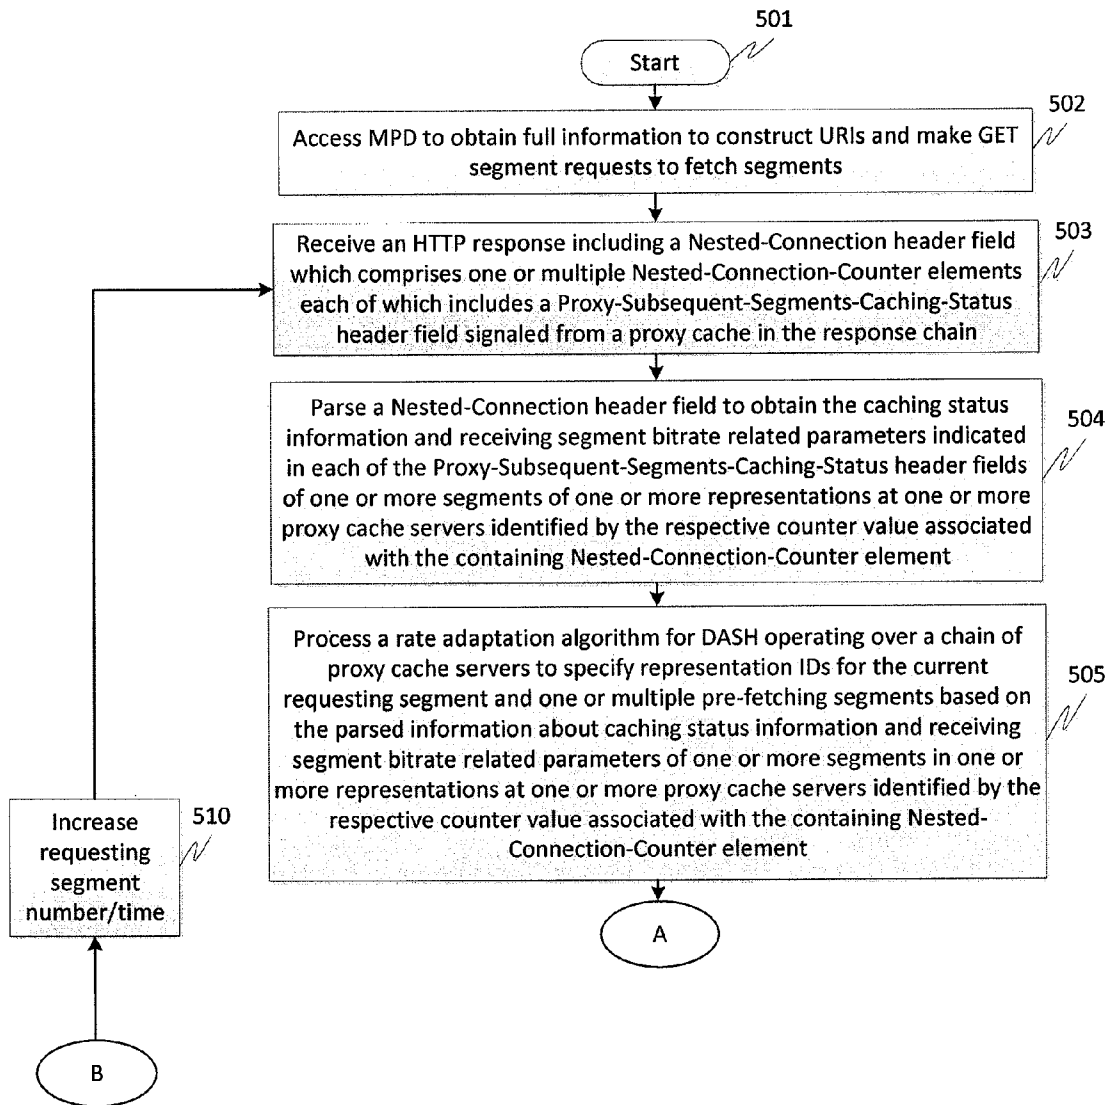 501
Start
502
Access MPD to obtain full information to construct URIs and make GET
segment requests to fetch segments
503
Receive an HTTP response including a Nested-Connection header field
which comprises one or multiple Nested-Connection-Counter elements
each of which includes a Proxy-Subsequent-Segments-Caching-Status
header field signaled from a proxy cache in the response chain
504
Parse a Nested-Connection header field to obtain the caching status
information and receiving segment bitrate related parameters indicated
in each of the Proxy-Subsequent-Segments-Caching-Status header fields
of one or more segments of one or more representations at one or more
proxy cache servers identified by the respective counter value associated
with the containing Nested-Connection-Counter element
505
Process a rate adaptation algorithm for DASH operating over a chain of
proxy cache servers to specify representation IDs for the current
requesting segment and one or multiple pre-fetching segments based on
the parsed information about caching status information and receiving
segment bitrate related parameters of one or more segments in one or
more representations at one or more proxy cache servers identified by the
respective counter value associated with the containing Nested-
Connection-Counter element
510
Increase
requesting
segment
number/time
A
B